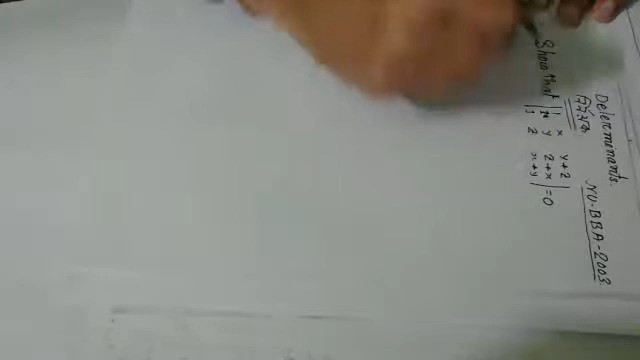 Determinants.
নির্ণায়ক NU-BBA-2003
Show that | 1 x y+z |
| 1 y z+x | = 0
| 1 z x+y |